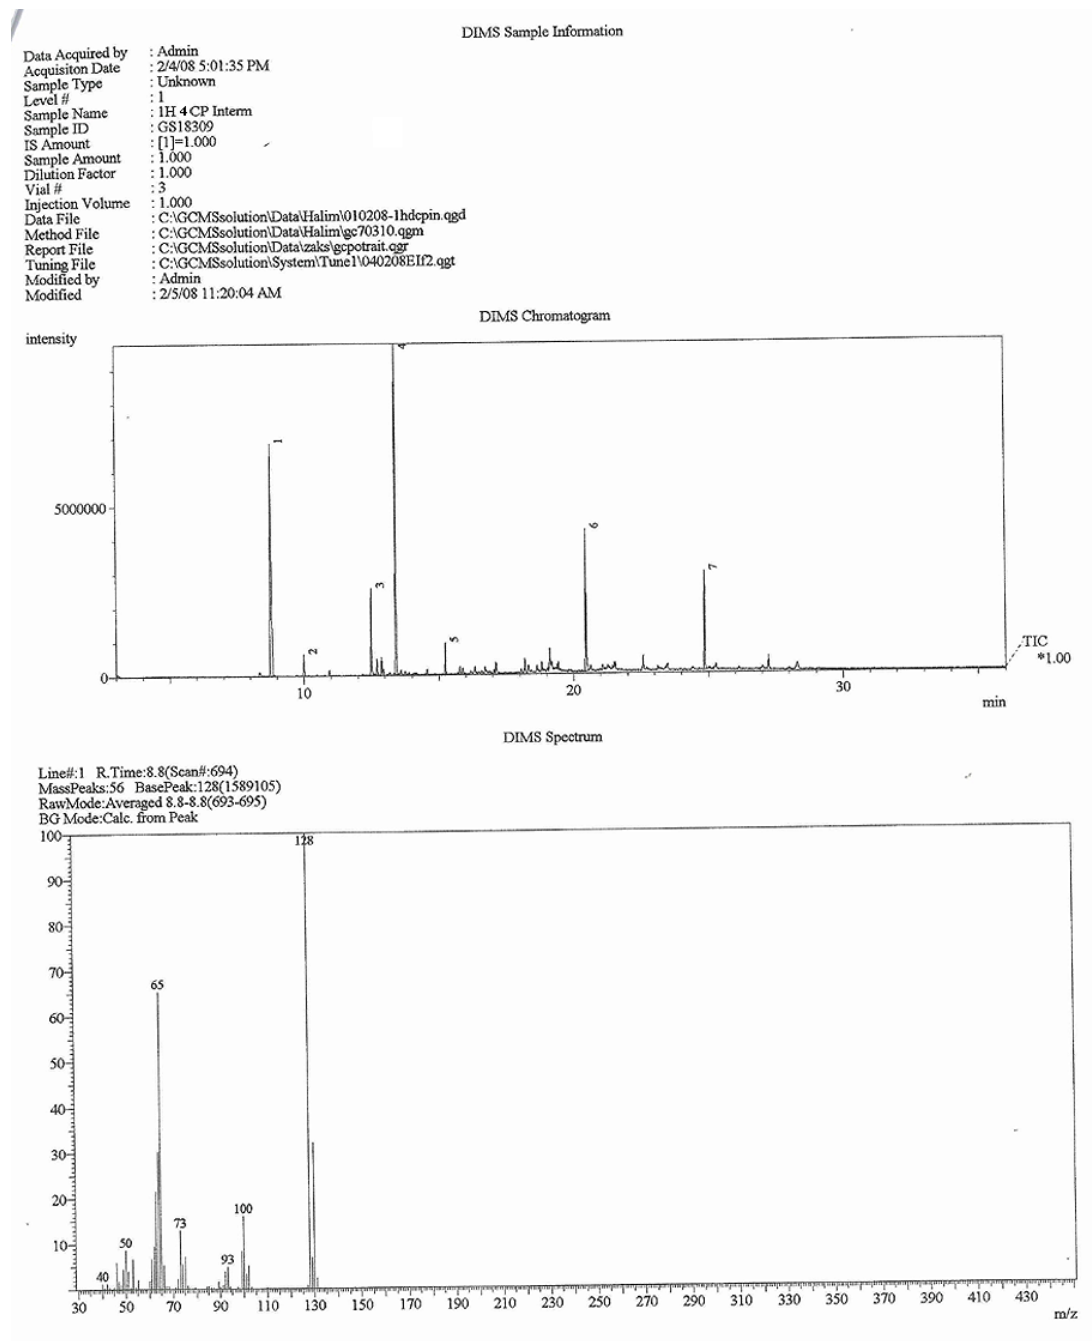 DIMS Sample Information
Data Acquired by : Admin
Acquisiton Date : 2/4/08 5:01:35 PM
Sample Type : Unknown
Level # : 1
Sample Name : 1H 4 CP Interm
Sample ID : GS18309
IS Amount : [1]=1.000
Sample Amount : 1.000
Dilution Factor : 1.000
Vial # : 3
Injection Volume : 1.000
Data File : C:\GCMSsolution\Data\Halim\010208-1hdcpin.qgd
Method File : C:\GCMSsolution\Data\Halim\gc70310.qgm
Report File : C:\GCMSsolution\Data\zaks\gcpotrait.qgr
Tuning File : C:\GCMSsolution\System\Tune1\040208EIf2.qgt
Modified by : Admin
Modified : 2/5/08 11:20:04 AM
DIMS Chromatogram
intensity
4
1
5000000
6
7
3
5
2
TIC
*1.00
0
10 20 30
min
DIMS Spectrum
Line#:1 R.Time:8.8(Scan#:694)
MassPeaks:56 BasePeak:128(1589105)
RawMode:Averaged 8.8-8.8(693-695)
BG Mode:Calc. from Peak
100
128
90
80
70
65
60
50
40
30
20
100
73
10
50
93
40
30 50 70 90 110 130 150 170 190 210 230 250 270 290 310 330 350 370 390 410 430
m/z